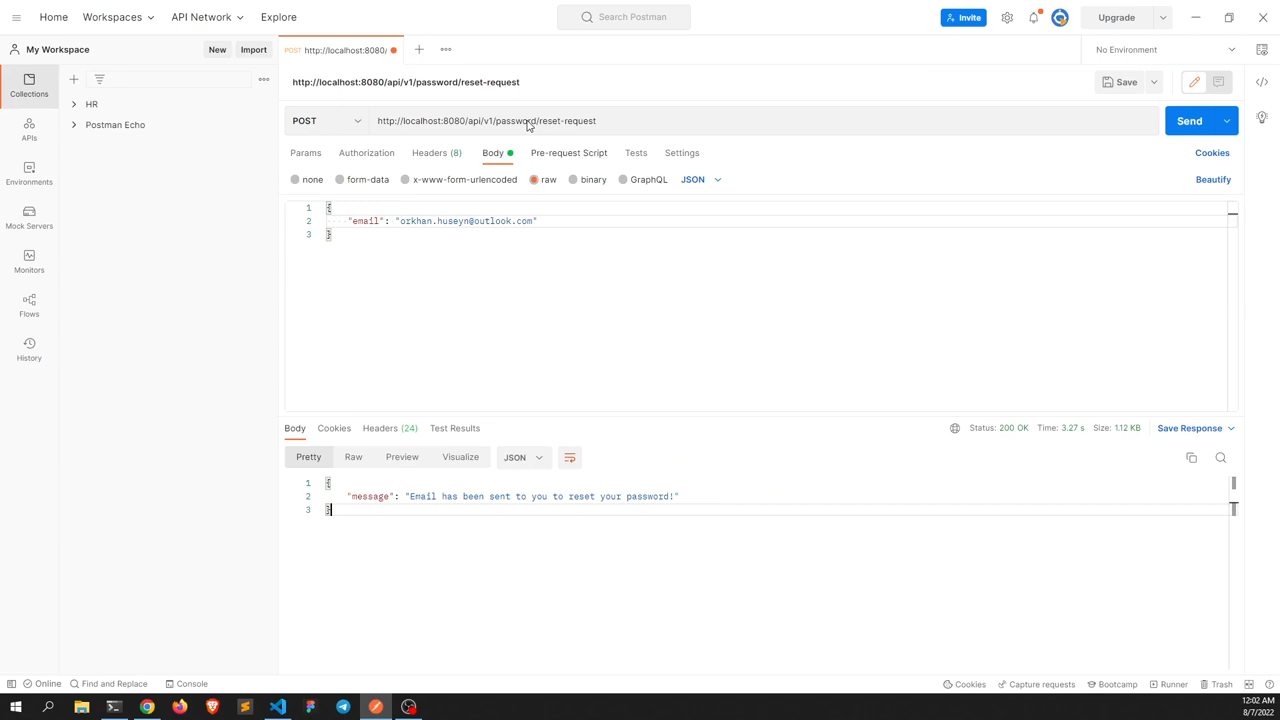 Home Workspaces API Network Explore Search Postman Invite Upgrade
My Workspace New Import POST http://localhost:8080/ No Environment
Collections
APIs
Environments
Mock Servers
Monitors
Flows
History
HR
Postman Echo
http://localhost:8080/api/v1/password/reset-request Save
POST http://localhost:8080/api/v1/password/reset-request Send
Params Authorization Headers (8) Body Pre-request Script Tests Settings Cookies
none form-data x-www-form-urlencoded raw binary GraphQL JSON Beautify
1 {
2 "email": "orkhan.huseyn@outlook.com"
3 }
Body Cookies Headers (24) Test Results Status: 200 OK Time: 3.27 s Size: 1.12 KB Save Response
Pretty Raw Preview Visualize JSON
1 {
2 "message": "Email has been sent to you to reset your password!"
3 }
Online Find and Replace Console Cookies Capture requests Bootcamp Runner Trash
12:02 AM
8/7/2022